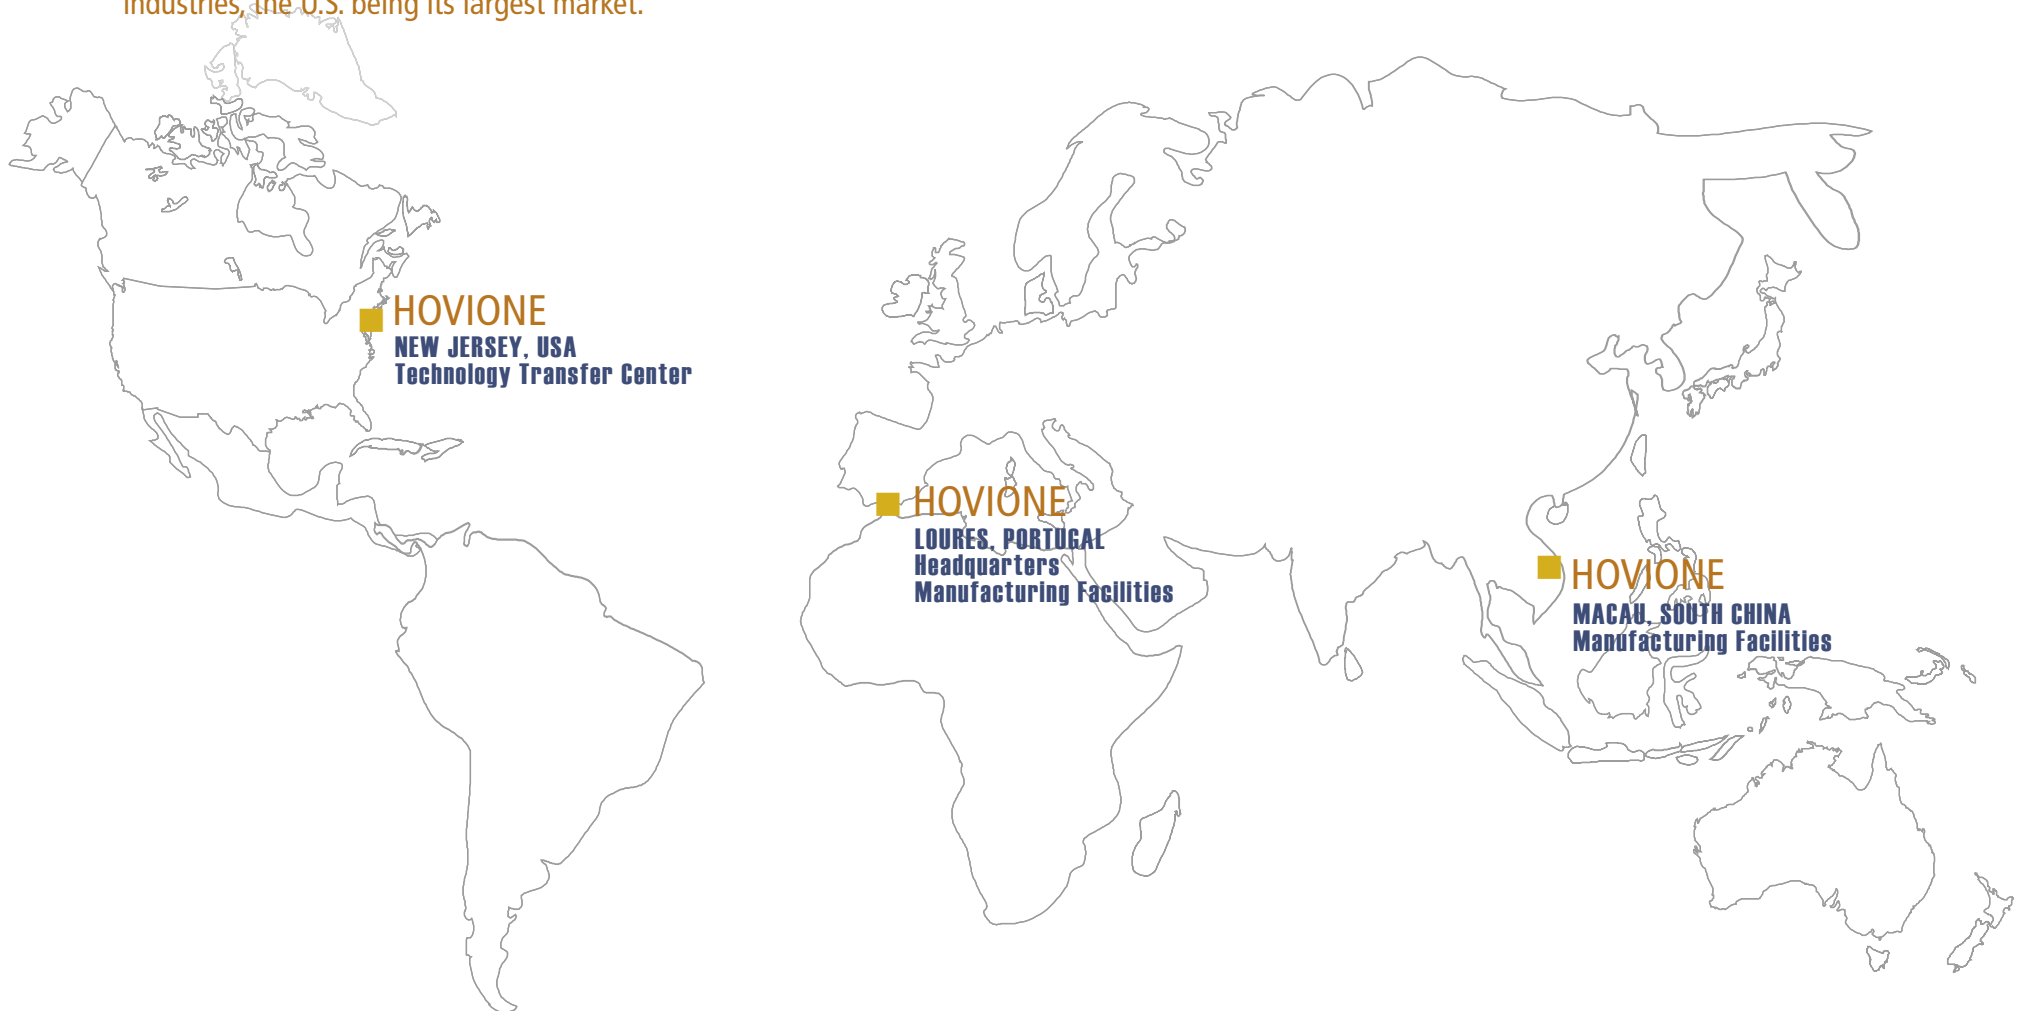 industries, the U.S. being its largest market.
HOVIONE
NEW JERSEY, USA
Technology Transfer Center
HOVIONE
LOURES, PORTUGAL
Headquarters
Manufacturing Facilities
HOVIONE
MACAU, SOUTH CHINA
Manufacturing Facilities